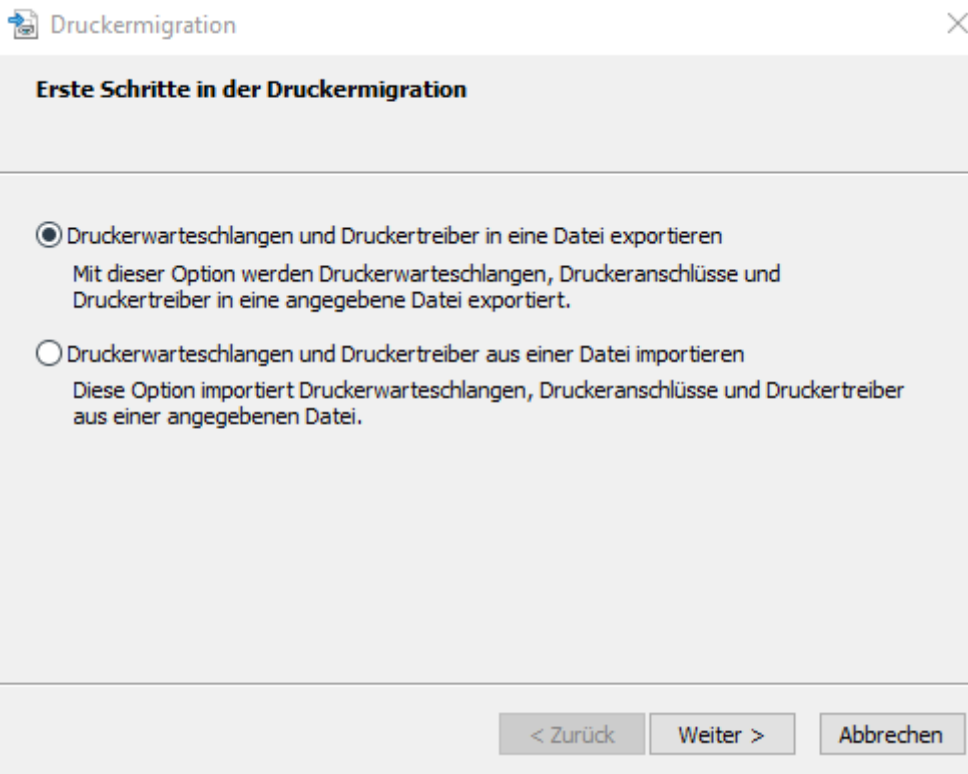 Druckermigration
Erste Schritte in der Druckermigration
Druckerwarteschlangen und Druckertreiber in eine Datei exportieren
Mit dieser Option werden Druckerwarteschlangen, Druckeranschlüsse und
Druckertreiber in eine angegebene Datei exportiert.
Druckerwarteschlangen und Druckertreiber aus einer Datei importieren
Diese Option importiert Druckerwarteschlangen, Druckeranschlüsse und Druckertreiber
aus einer angegebenen Datei.
< Zurück Weiter > Abbrechen